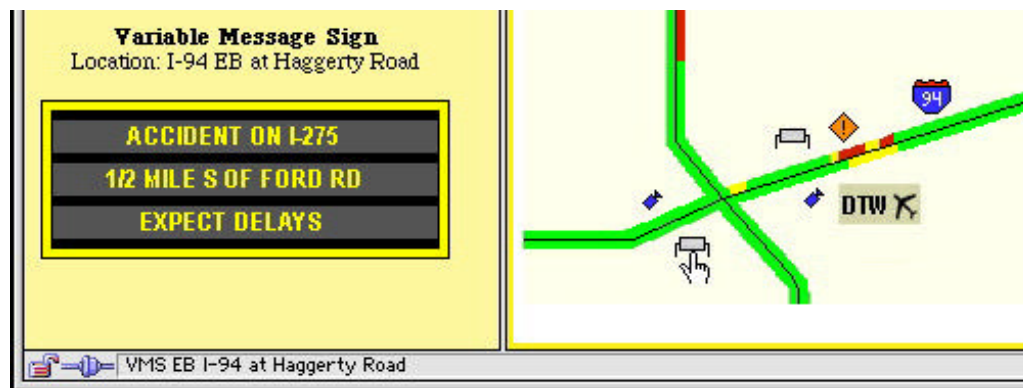 Variable Message Sign
Location: I-94 EB at Haggerty Road
ACCIDENT ON I-275
1/2 MILE S OF FORD RD
EXPECT DELAYS
94
!
DTW
VMS EB I-94 at Haggerty Road